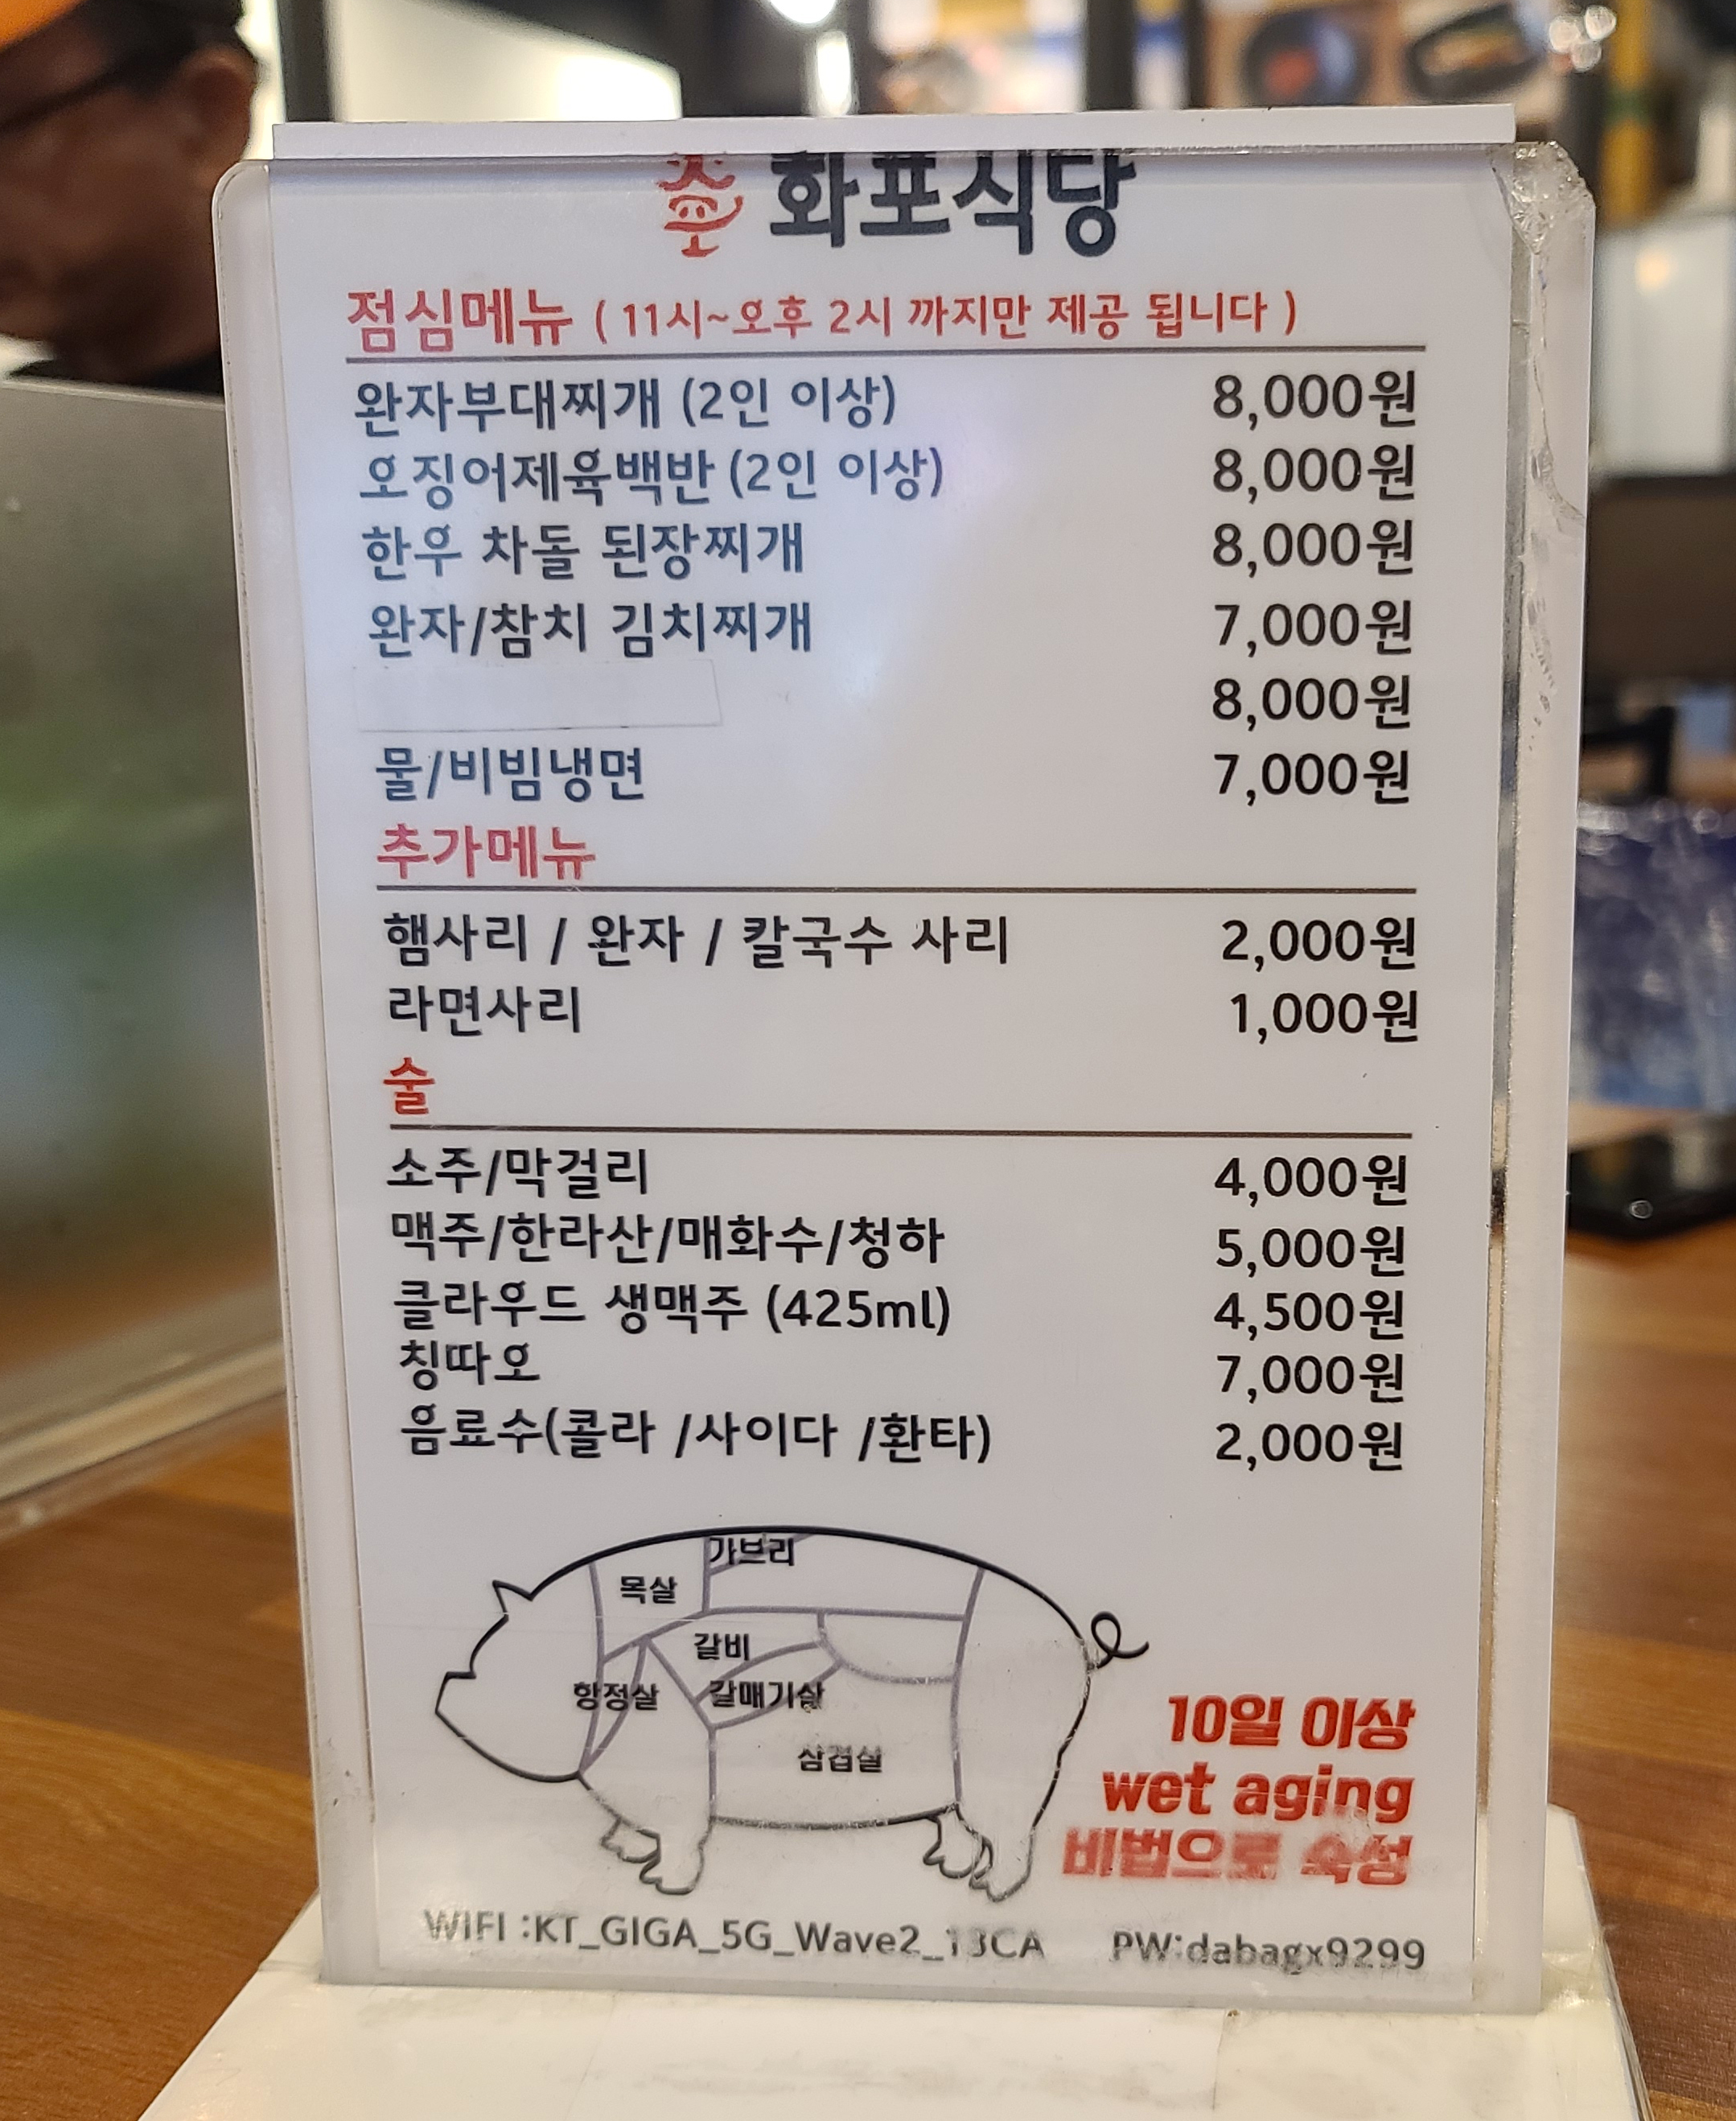 화포식당
점심메뉴 ( 11시~오후 2시 까지만 제공 됩니다 )
완자부대찌개 (2인 이상) 8,000원
오징어제육백반 (2인 이상) 8,000원
한우 차돌 된장찌개 8,000원
완자/참치 김치찌개 7,000원
8,000원
물/비빔냉면 7,000원
추가메뉴
햄사리 / 완자 / 칼국수 사리 2,000원
라면사리 1,000원
술
소주/막걸리 4,000원
맥주/한라산/매화수/청하 5,000원
클라우드 생맥주 (425ml) 4,500원
칭따오 7,000원
음료수(콜라 /사이다 /환타) 2,000원
가브리
목살
갈비
항정살 갈매기살
삼겹살
10일 이상
wet aging
비법으로 숙성
WIFI :KT_GIGA_5G_Wave2_13CA PW:dabagx9299